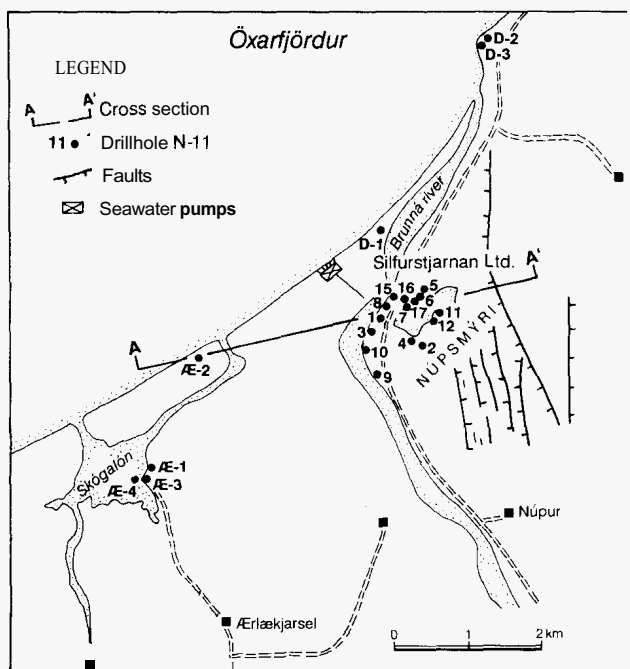 Öxarfjördur
LEGEND
A A' Cross section
11 Drillhole N-11
Faults
Seawater pumps
D-2
D-3
Brunná river
D-1
Silfurstjarnan Ltd.
A'
15 16 5
8 6
7 17 11
1 12
3 4 2
10
9
NÚPSMÝRI
A
Æ-2
Skógalón
Æ-1
Æ-4 Æ-3
Núpur
Ærlækjarsel
0 1 2 km